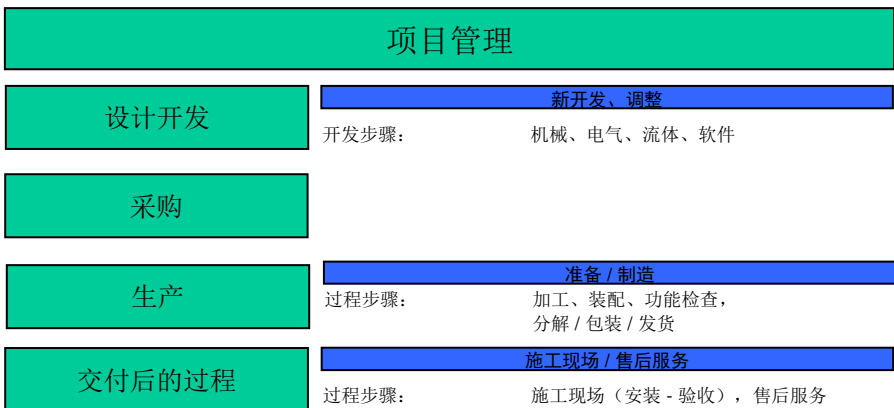 项目管理
设计开发
新开发、调整
开发步骤： 机械、电气、流体、软件
采购
生产
准备 / 制造
过程步骤： 加工、装配、功能检查，
分解 / 包装 / 发货
交付后的过程
施工现场 / 售后服务
过程步骤： 施工现场（安装 - 验收），售后服务